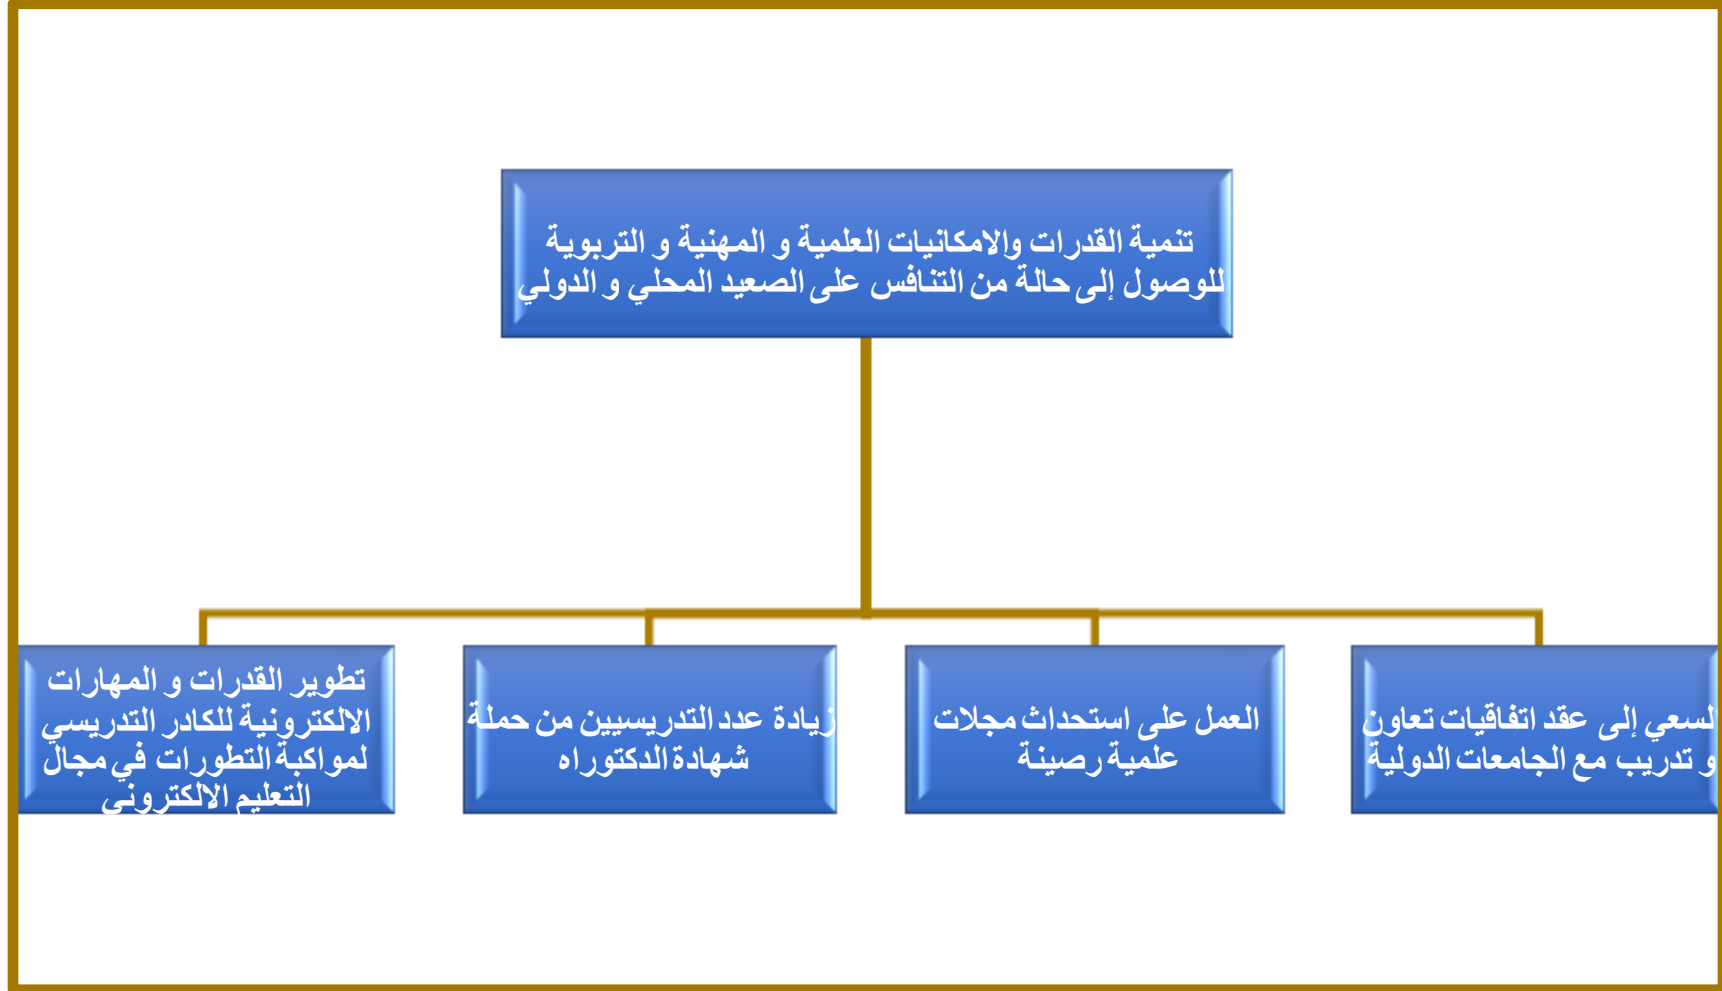 تنمية القدرات والامكانيات العلمية و المهنية و التربوية
للوصول إلى حالة من التنافس على الصعيد المحلي و الدولي
السعي إلى عقد اتفاقيات تعاون
و تدريب مع الجامعات الدولية
العمل على استحداث مجلات
علمية رصينة
زيادة عدد التدريسيين من حملة
شهادة الدكتوراه
تطوير القدرات و المهارات
الالكترونية للكادر التدريسي
لمواكبة التطورات في مجال
التعليم الالكتروني